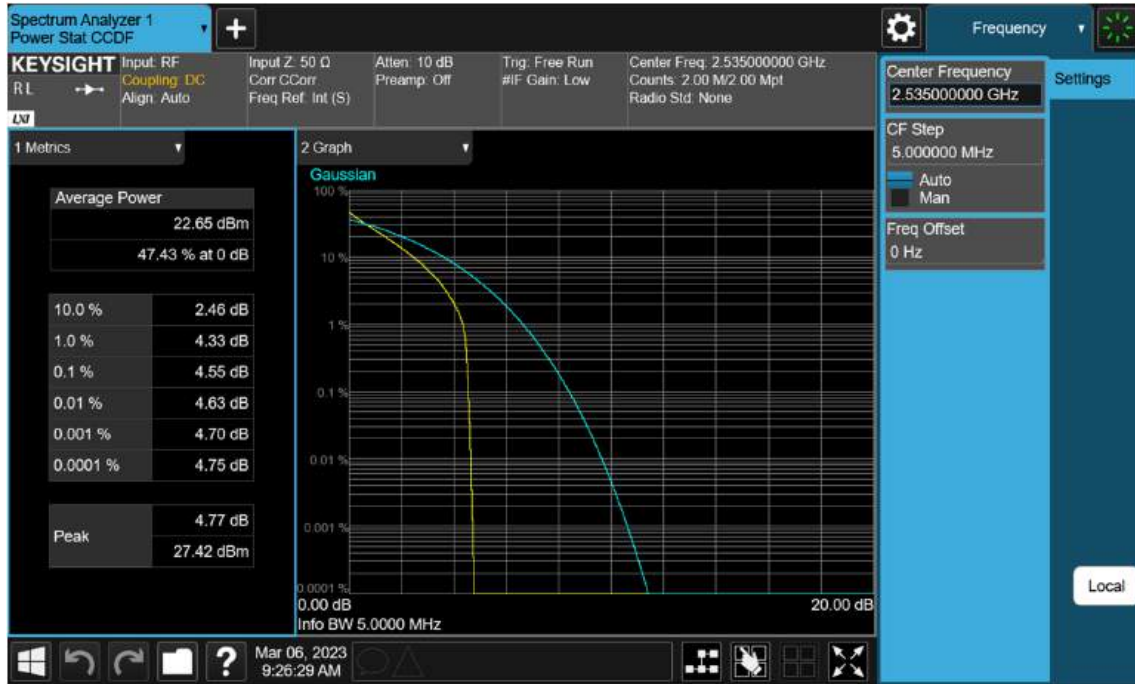 Spectrum Analyzer 1
Power Stat CCDF
+
Frequency
KEYSIGHT
RL
LXI
Input: RF
Coupling: DC
Align: Auto
Input Z: 50 Ω
Corr CCorr
Freq Ref: Int (S)
Atten: 10 dB
Preamp: Off
Trig: Free Run
#IF Gain: Low
Center Freq: 2.535000000 GHz
Counts: 2.00 M/2.00 Mpt
Radio Std: None
Center Frequency
2.535000000 GHz
Settings
CF Step
5.000000 MHz
Auto
Man
Freq Offset
0 Hz
Local
1 Metrics
Average Power
22.65 dBm
47.43 % at 0 dB
10.0 % 2.46 dB
1.0 % 4.33 dB
0.1 % 4.55 dB
0.01 % 4.63 dB
0.001 % 4.70 dB
0.0001 % 4.75 dB
Peak
4.77 dB
27.42 dBm
2 Graph
Gaussian
100 %
10 %
1 %
0.1 %
0.01 %
0.001 %
0.0001 %
0.00 dB 20.00 dB
Info BW 5.0000 MHz
?
Mar 06, 2023
9:26:29 AM